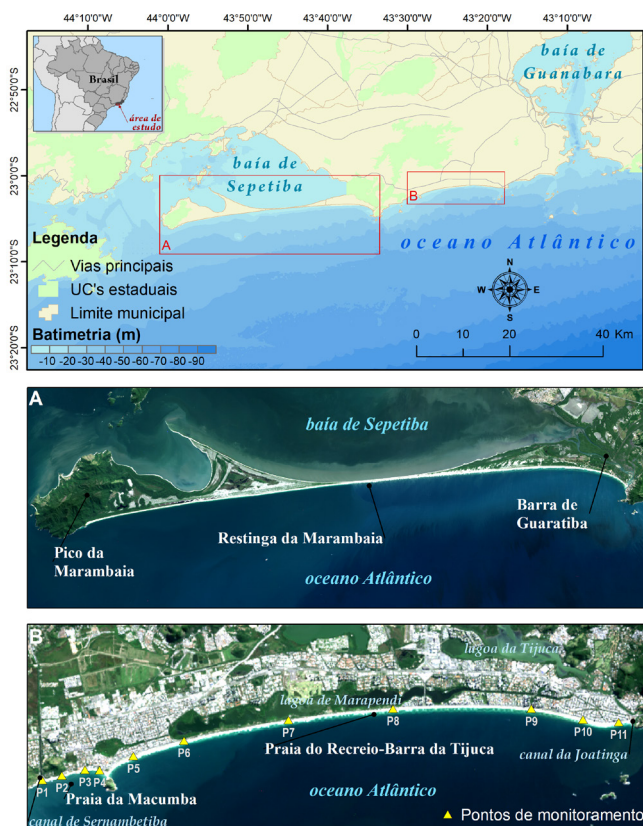 44°10'0"W 44°00'0"W 43°50'0"W 43°40'0"W 43°30'0"W 43°20'0"W 43°10'0"W
22°50'0"S
23°00'0"S
23°10'0"S
23°20'0"S
Brasil
área de
estudo
baía de
Guanabara
baía de
Sepetiba
A
B
oceano Atlântico
Legenda
Vias principais
UC's estaduais
Limite municipal
Batimetria (m)
-10 -20 -30 -40 -50 -60 -70 -80 -90
N
W E
S
0 10 20 40 Km
A
baía de Sepetiba
Pico da
Marambaia
Restinga da Marambaia
Barra de
Guaratiba
oceano Atlântico
B
lagoa da Tijuca
lagoa de Marapendi
P1 P2 P3 P4 P5 P6 P7 P8 P9 P10 P11
Praia do Recreio-Barra da Tijuca
canal da Joatinga
Praia da Macumba
oceano Atlântico
canal de Sernambetiba
Pontos de monitoramento